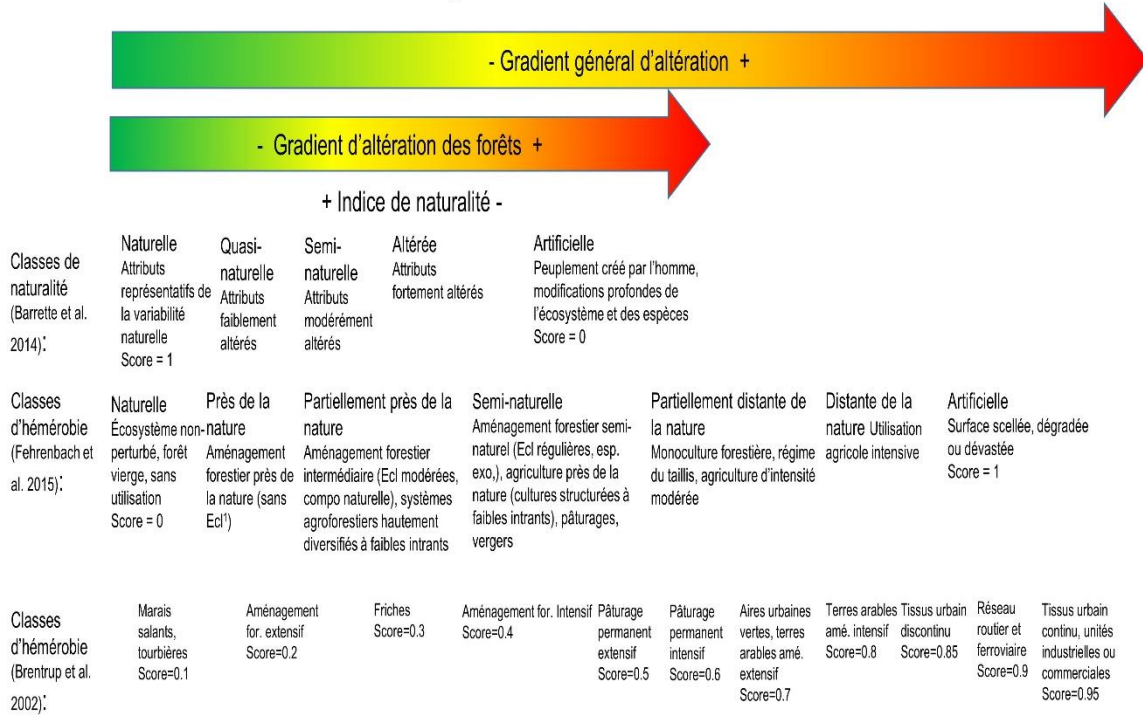 - Gradient général d'altération +
- Gradient d'altération des forêts +
+ Indice de naturalité -
Classes de
naturalité
(Barrette et al.
2014):
Naturelle
Attributs
représentatifs de
la variabilité
naturelle
Score = 1
Quasi-
naturelle
Attributs
faiblement
altérés
Semi-
naturelle
Attributs
modérément
altérés
Altérée
Attributs
fortement altérés
Artificielle
Peuplement créé par l'homme,
modifications profondes de
l'écosystème et des espèces
Score = 0
Classes
d'hémérobie
(Fehrenbach et
al. 2015):
Naturelle
Écosystème non-
perturbé, forêt
vierge, sans
utilisation
Score = 0
Près de la
nature
Aménagement
forestier près de
la nature (sans
Ecl¹)
Partiellement près de la
nature
Aménagement forestier
intermédiaire (Ecl modérées,
compo naturelle), systèmes
agroforestiers hautement
diversifiés à faibles intrants
Semi-naturelle
Aménagement forestier semi-
naturel (Ecl régulières, esp.
exo,), agriculture près de la
nature (cultures structurées à
faibles intrants), pâturages,
vergers
Partiellement distante de
la nature
Monoculture forestière, régime
du taillis, agriculture d'intensité
modérée
Distante de la
nature Utilisation
agricole intensive
Artificielle
Surface scellée, dégradée
ou dévastée
Score = 1
Classes
d'hémérobie
(Brentrup et al.
2002):
Marais
salants,
tourbières
Score=0.1
Aménagement
for. extensif
Score=0.2
Friches
Score=0.3
Aménagement for. Intensif
Score=0.4
Pâturage
permanent
extensif
Score=0.5
Pâturage
permanent
intensif
Score=0.6
Aires urbaines
vertes, terres
arables amé.
extensif
Score=0.7
Terres arables
amé. intensif
Score=0.8
Tissus urbain
discontinu
Score=0.85
Réseau
routier et
ferroviaire
Score=0.9
Tissus urbain
continu, unités
industrielles ou
commerciales
Score=0.95